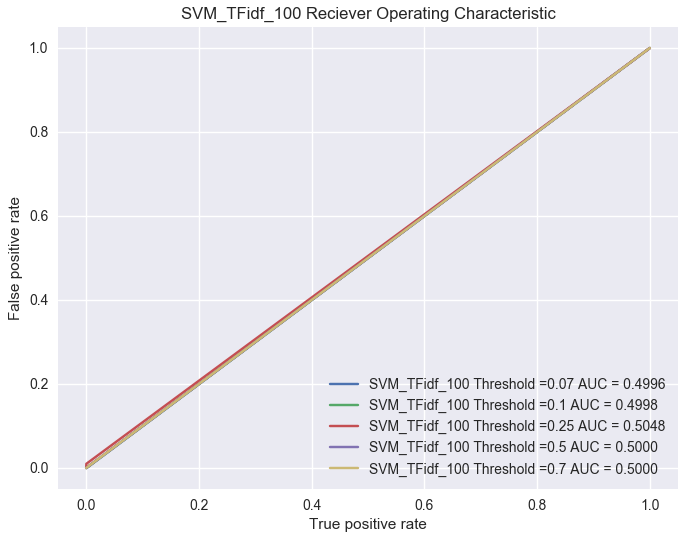 SVM_TFidf_100 Reciever Operating Characteristic
1.0
0.8
0.6
0.4
0.2
0.0
False positive rate
SVM_TFidf_100 Threshold =0.07 AUC = 0.4996
SVM_TFidf_100 Threshold =0.1 AUC = 0.4998
SVM_TFidf_100 Threshold =0.25 AUC = 0.5048
SVM_TFidf_100 Threshold =0.5 AUC = 0.5000
SVM_TFidf_100 Threshold =0.7 AUC = 0.5000
0.0 0.2 0.4 0.6 0.8 1.0
True positive rate